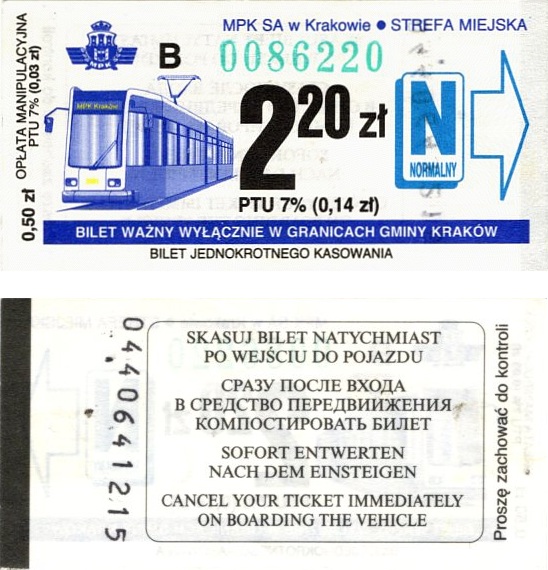 MPK SA w Krakowie ● STREFA MIEJSKA
B 0086220
MPK Kraków
2 20 zł
N
NORMALNY
PTU 7% (0,14 zł)
0,50 zł OPŁATA MANIPULACYJNA
PTU 7% (0,03 zł)
BILET WAŻNY WYŁĄCZNIE W GRANICACH GMINY KRAKÓW
BILET JEDNOKROTNEGO KASOWANIA
0440641215
SKASUJ BILET NATYCHMIAST
PO WEJŚCIU DO POJAZDU
СРАЗУ ПОСЛЕ ВХОДА
В СРЕДСТВО ПЕРЕДВИИЖЕНИЯ
КОМПОСТИРОВАТЬ БИЛЕТ
SOFORT ENTWERTEN
NACH DEM EINSTEIGEN
CANCEL YOUR TICKET IMMEDIATELY
ON BOARDING THE VEHICLE
Proszę zachować do kontroli